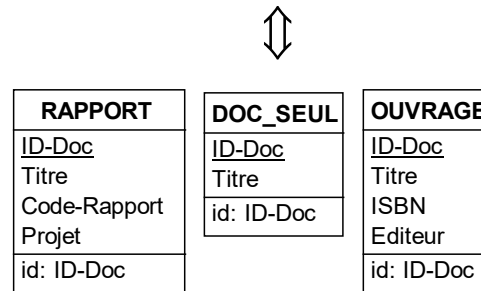 RAPPORT
ID-Doc
Titre
Code-Rapport
Projet
id: ID-Doc
DOC_SEUL
ID-Doc
Titre
id: ID-Doc
OUVRAGE
ID-Doc
Titre
ISBN
Editeur
id: ID-Doc